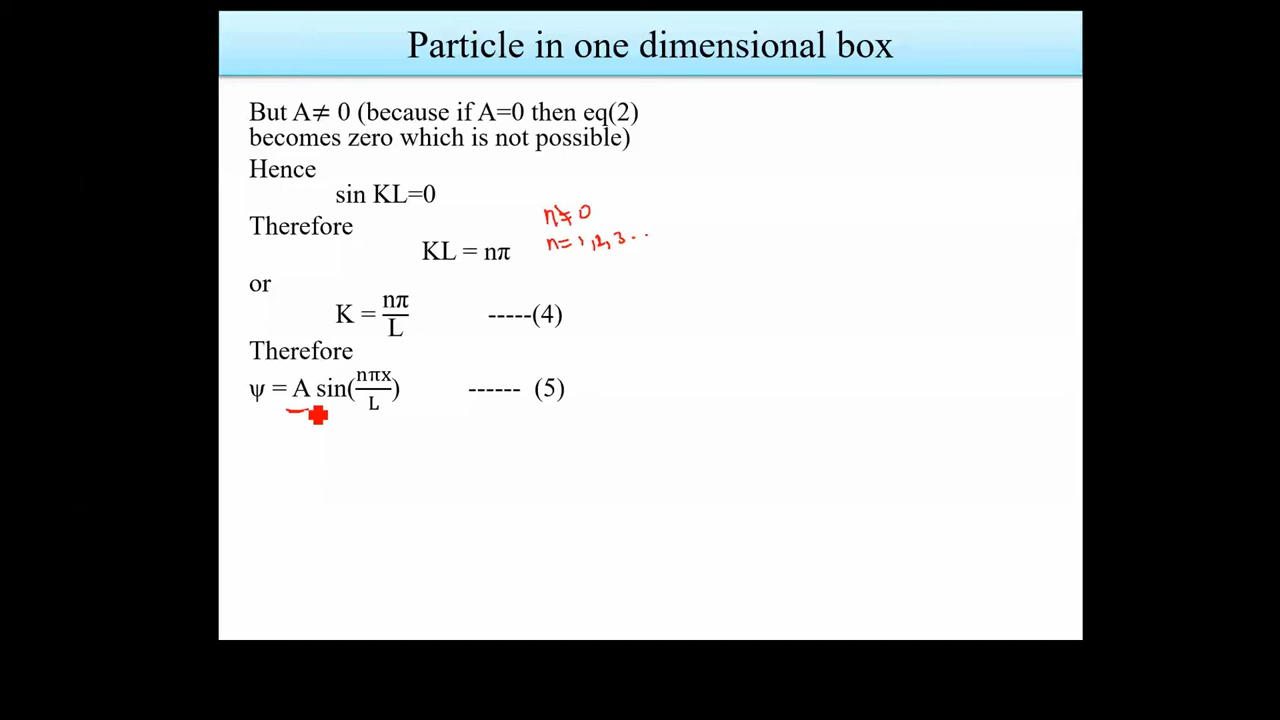 Particle in one dimensional box
But A≠ 0 (because if A=0 then eq(2)
becomes zero which is not possible)
Hence
sin KL=0
n≠0
Therefore
n=1,2,3..
KL = nπ
or
K = nπ/L -----(4)
Therefore
ψ = A sin(nπx/L) ------ (5)